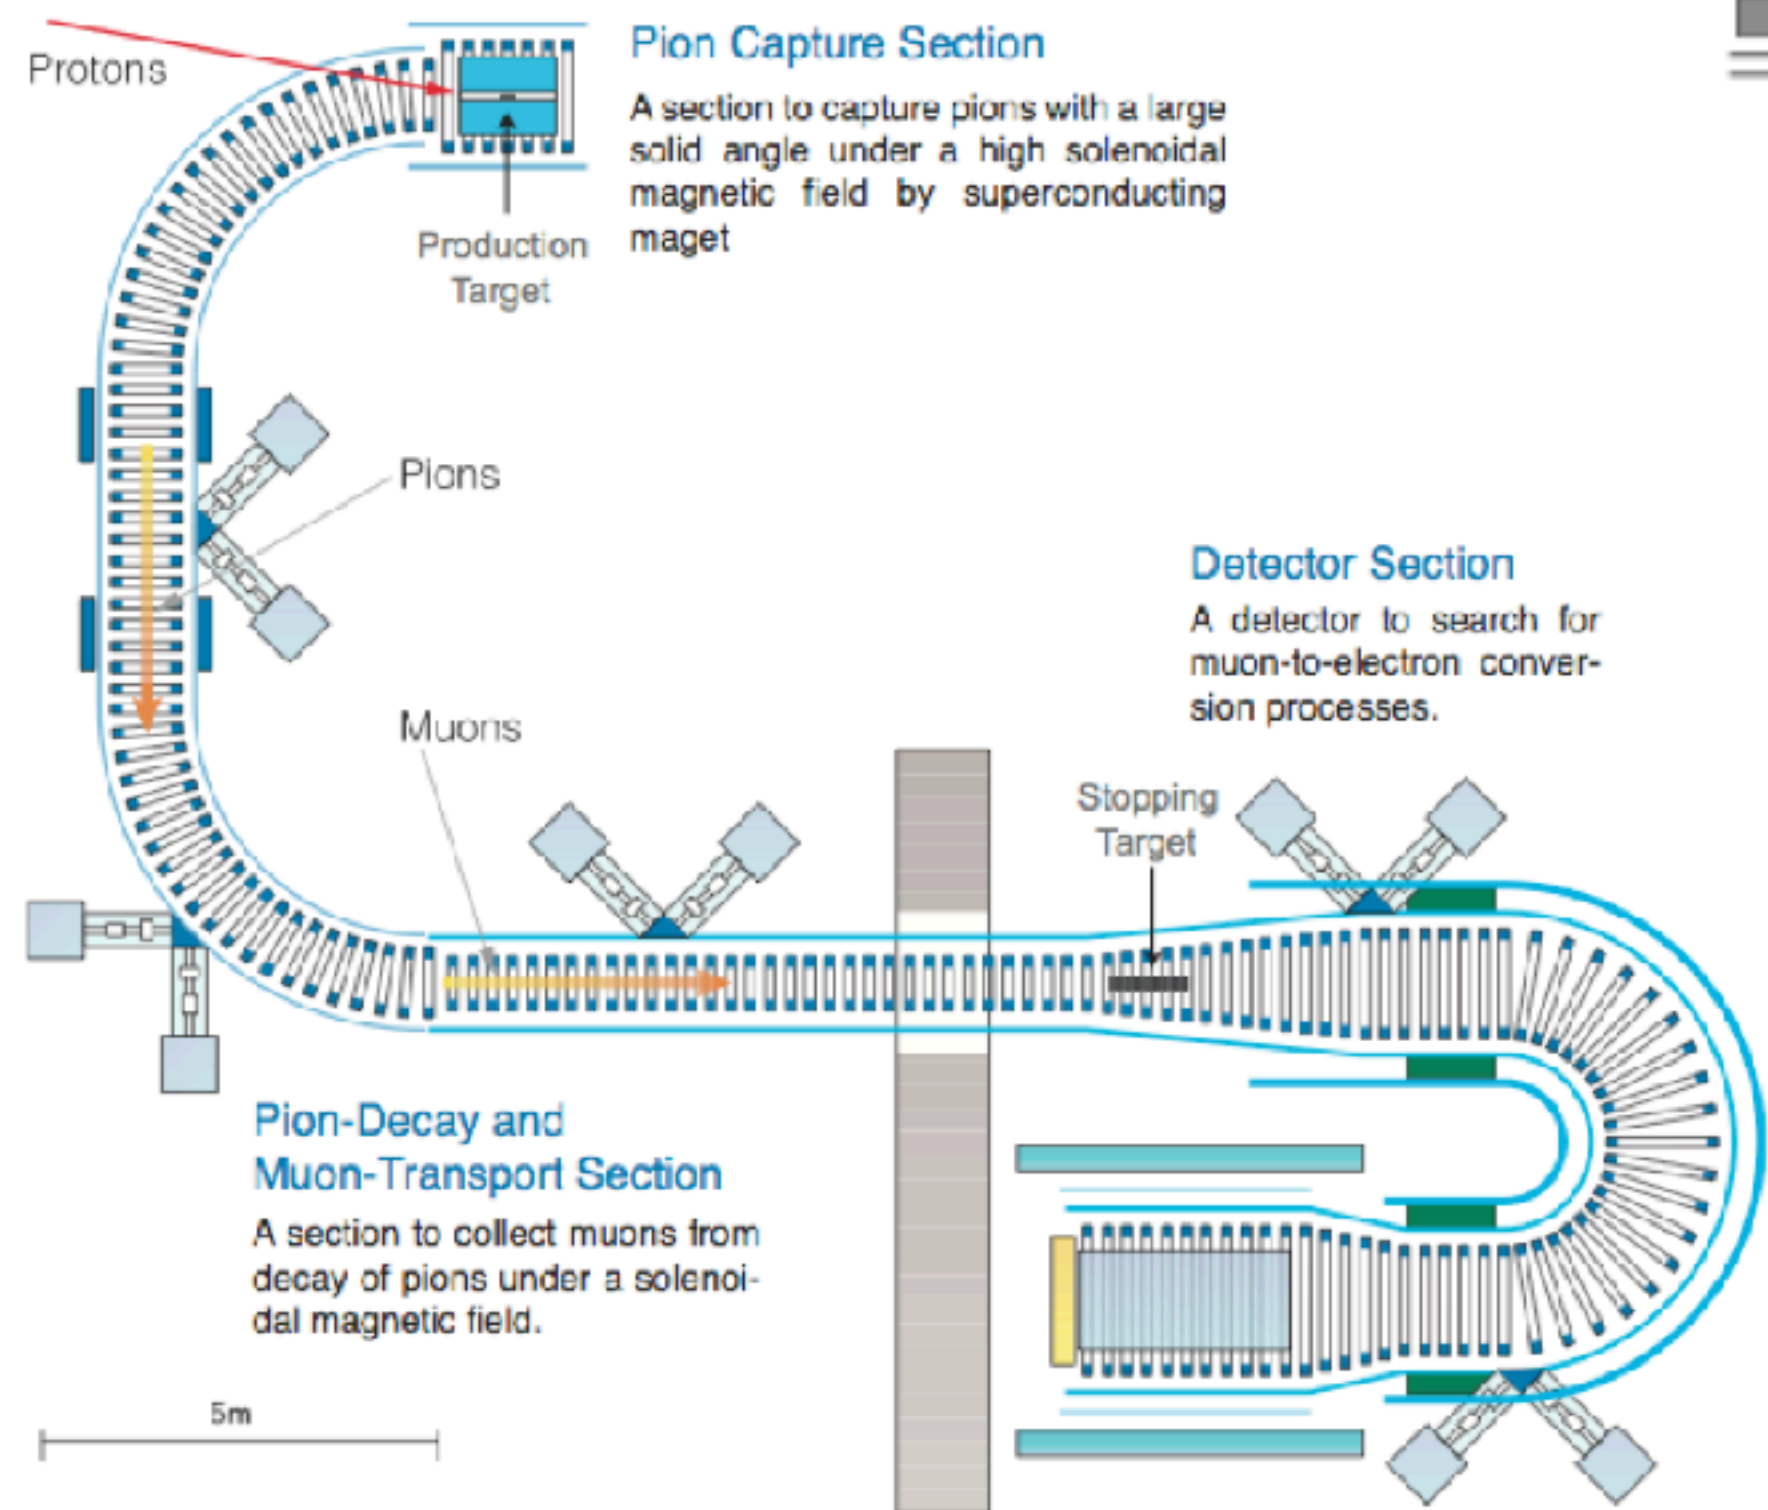 Protons
Pion Capture Section
A section to capture pions with a large
solid angle under a high solenoidal
magnetic field by superconducting
maget
Production
Target
Pions
Detector Section
A detector to search for
muon-to-electron conver-
sion processes.
Muons
Stopping
Target
Pion-Decay and
Muon-Transport Section
A section to collect muons from
decay of pions under a solenoi-
dal magnetic field.
5m